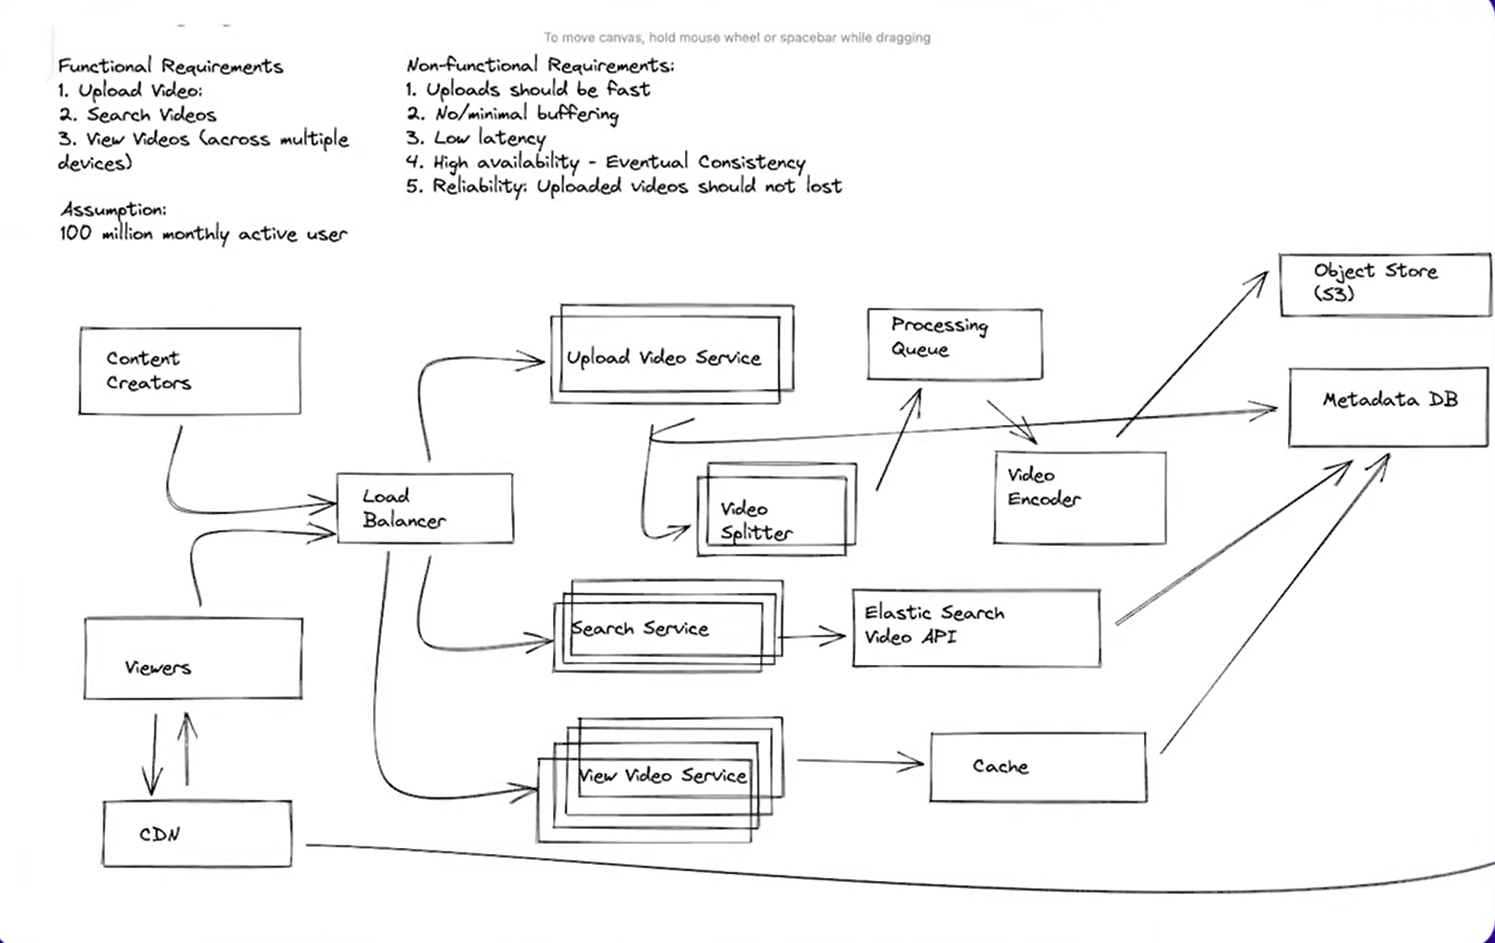 To move canvas, hold mouse wheel or spacebar while dragging
Functional Requirements
1. Upload Video:
2. Search Videos
3. View Videos (across multiple
devices)
Assumption:
100 million monthly active user
Non-functional Requirements:
1. Uploads should be fast
2. No/minimal buffering
3. Low latency
4. High availability - Eventual Consistency
5. Reliability: Uploaded videos should not lost
Object Store
(S3)
Content
Creators
Upload Video Service
Processing
Queue
Metadata DB
Load
Balancer
Video
Splitter
Video
Encoder
Search Service
Elastic Search
Video API
Viewers
View Video Service
Cache
CDN